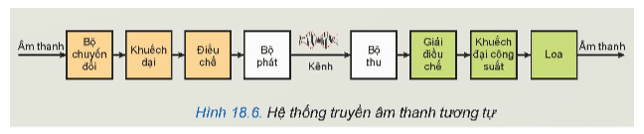 Âm thanh
Bộ
chuyển
đổi
Khuếch
đại
Điều
chế
Bộ
phát
Kênh
Bộ
thu
Giải
điều
chế
Khuếch
đại công
suất
Loa
Âm thanh
Hình 18.6. Hệ thống truyền âm thanh tương tự